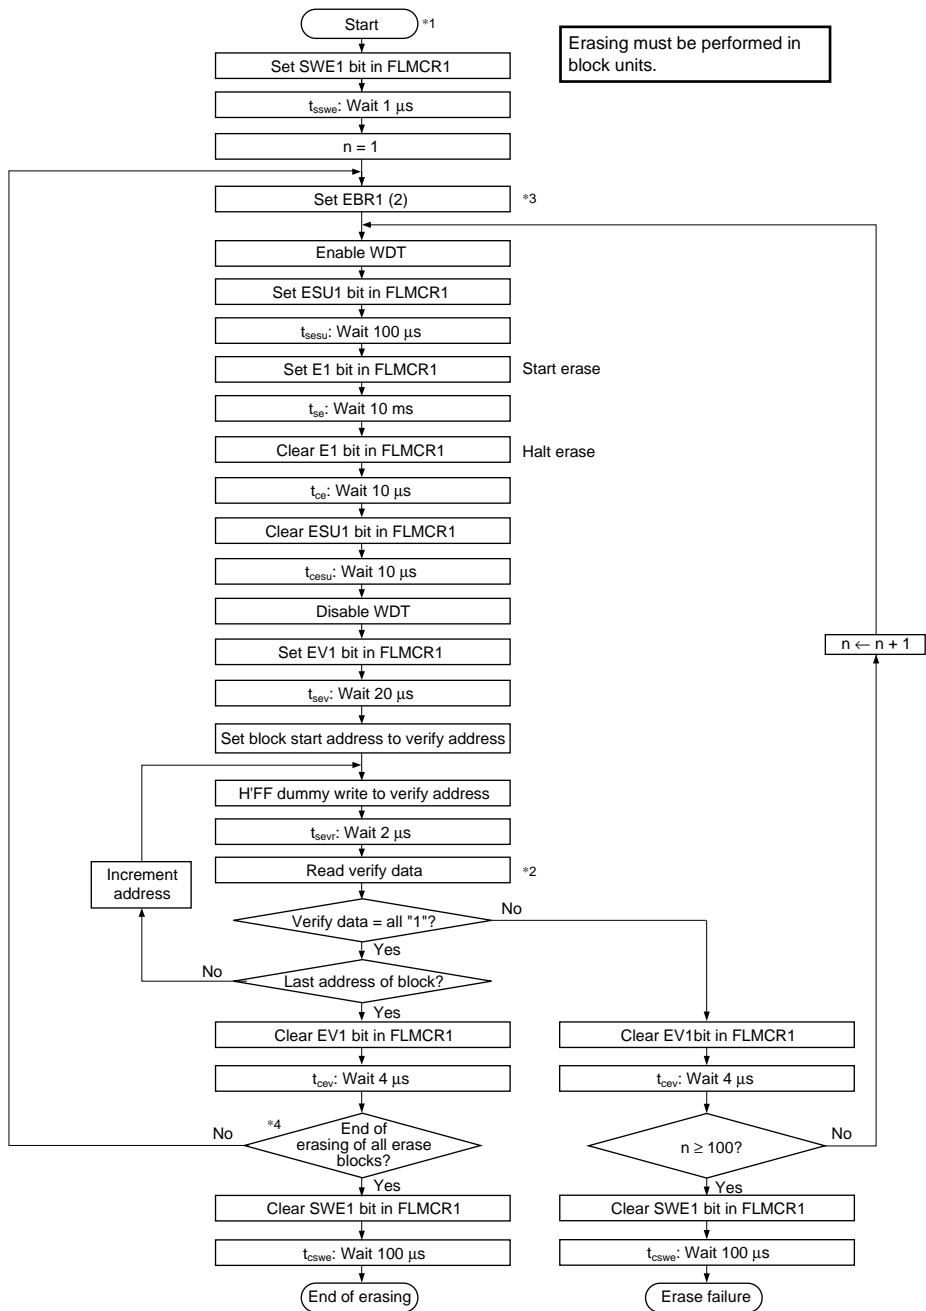 Start
*1
Erasing must be performed in
block units.
Set SWE1 bit in FLMCR1
tsswe: Wait 1 μs
n = 1
Set EBR1 (2)
*3
Enable WDT
Set ESU1 bit in FLMCR1
tsesu: Wait 100 μs
Set E1 bit in FLMCR1
Start erase
tse: Wait 10 ms
Clear E1 bit in FLMCR1
Halt erase
tce: Wait 10 μs
Clear ESU1 bit in FLMCR1
tcesu: Wait 10 μs
Disable WDT
n ← n + 1
Set EV1 bit in FLMCR1
tsev: Wait 20 μs
Set block start address to verify address
H'FF dummy write to verify address
tsevr: Wait 2 μs
Increment
address
Read verify data
*2
Verify data = all "1"?
No
Yes
No
Last address of block?
Yes
Clear EV1 bit in FLMCR1
Clear EV1bit in FLMCR1
tcev: Wait 4 μs
tcev: Wait 4 μs
No
*4
End of
erasing of all erase
blocks?
n ≥ 100?
No
Yes
Yes
Clear SWE1 bit in FLMCR1
Clear SWE1 bit in FLMCR1
tcswe: Wait 100 μs
tcswe: Wait 100 μs
End of erasing
Erase failure